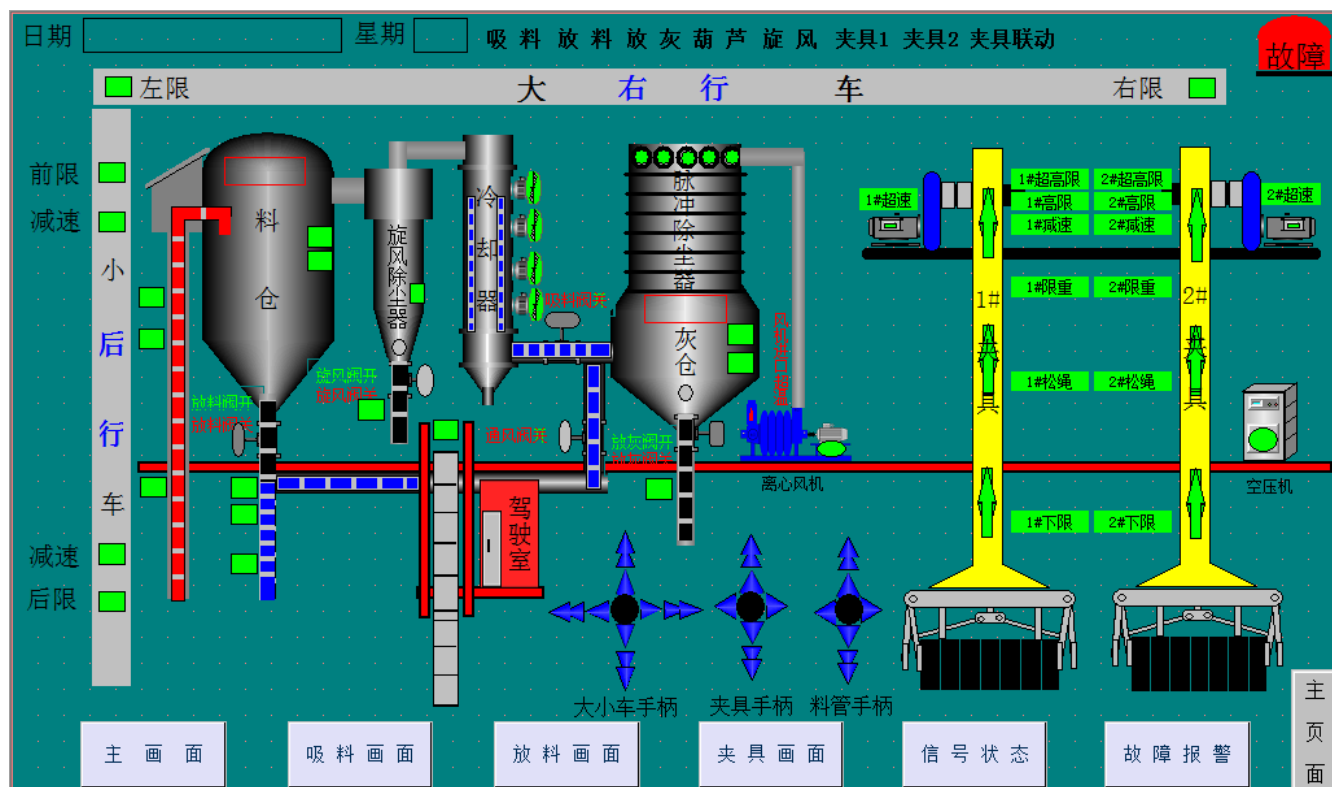 日期
星期
吸料 放料 放灰 葫芦 旋风 夹具1 夹具2 夹具联动
故障
左限
大右行车
右限
前限
减速
小后行车
减速
后限
料仓
旋风除尘器
冷却器
脉冲除尘器
灰仓
吸料阀开
旋风阀开
旋风阀关
放料阀开
放料阀关
通风阀开
放灰阀开
放灰阀关
离心风机
驾驶室
大小车手柄
夹具手柄
料管手柄
1#超速
2#超速
1#超高限
2#超高限
1#高限
2#高限
1#减速
2#减速
1#限重
2#限重
1#松绳
2#松绳
1#下限
2#下限
1#夹具
2#夹具
空压机
主页面
主画面
吸料画面
放料画面
夹具画面
信号状态
故障报警